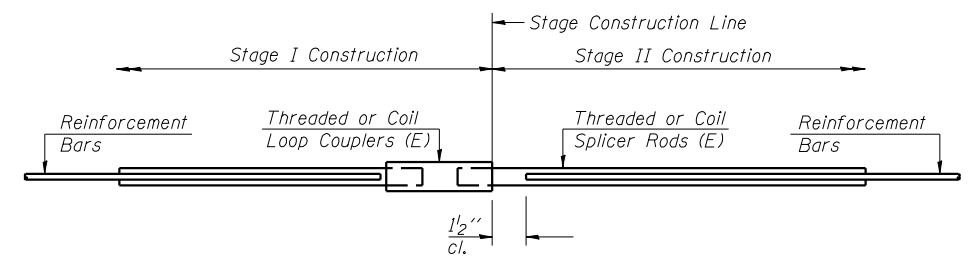 Stage Construction Line
Stage I Construction
Stage II Construction
Reinforcement
Bars
Threaded or Coil
Loop Couplers (E)
Threaded or Coil
Splicer Rods (E)
Reinforcement
Bars
1½''
cl.